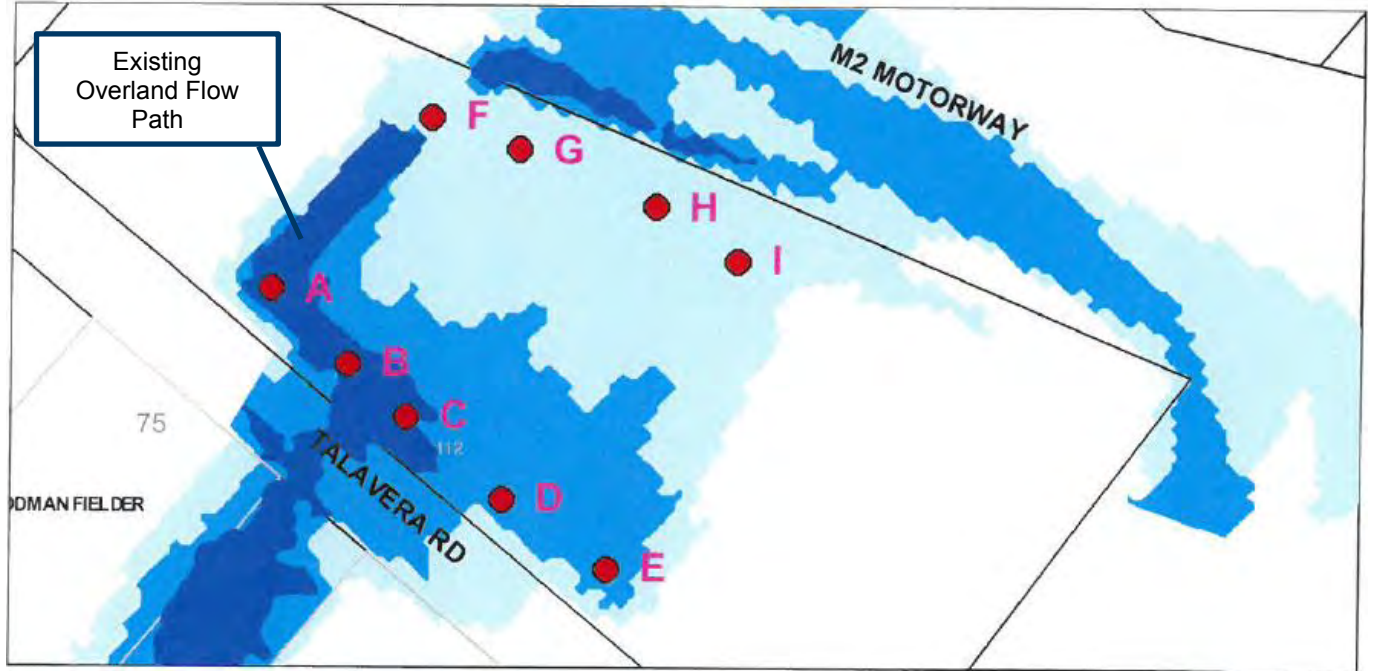 Existing
Overland Flow
Path
M2 MOTORWAY
F
G
H
I
A
B
C
112
75
TALAVERA RD
ODMAN FIELDER
D
E